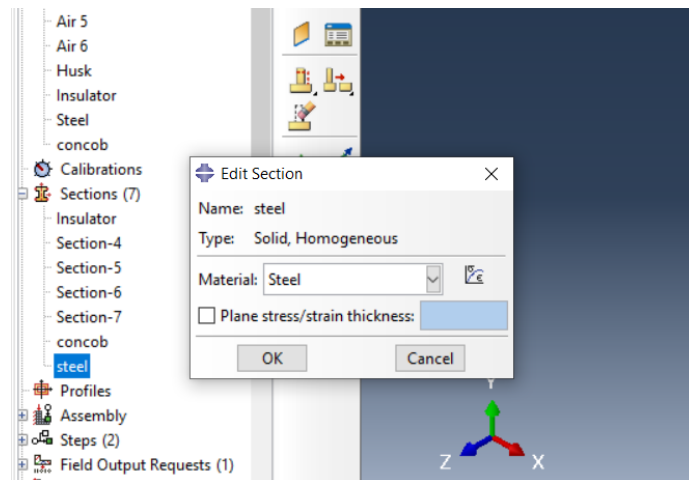 Air 5
Air 6
Husk
Insulator
Steel
concob
Calibrations
Sections (7)
Insulator
Section-4
Section-5
Section-6
Section-7
concob
steel
Profiles
Assembly
Steps (2)
Field Output Requests (1)
Edit Section
Name: steel
Type: Solid, Homogeneous
Material: Steel
Plane stress/strain thickness:
OK Cancel
Y
Z X